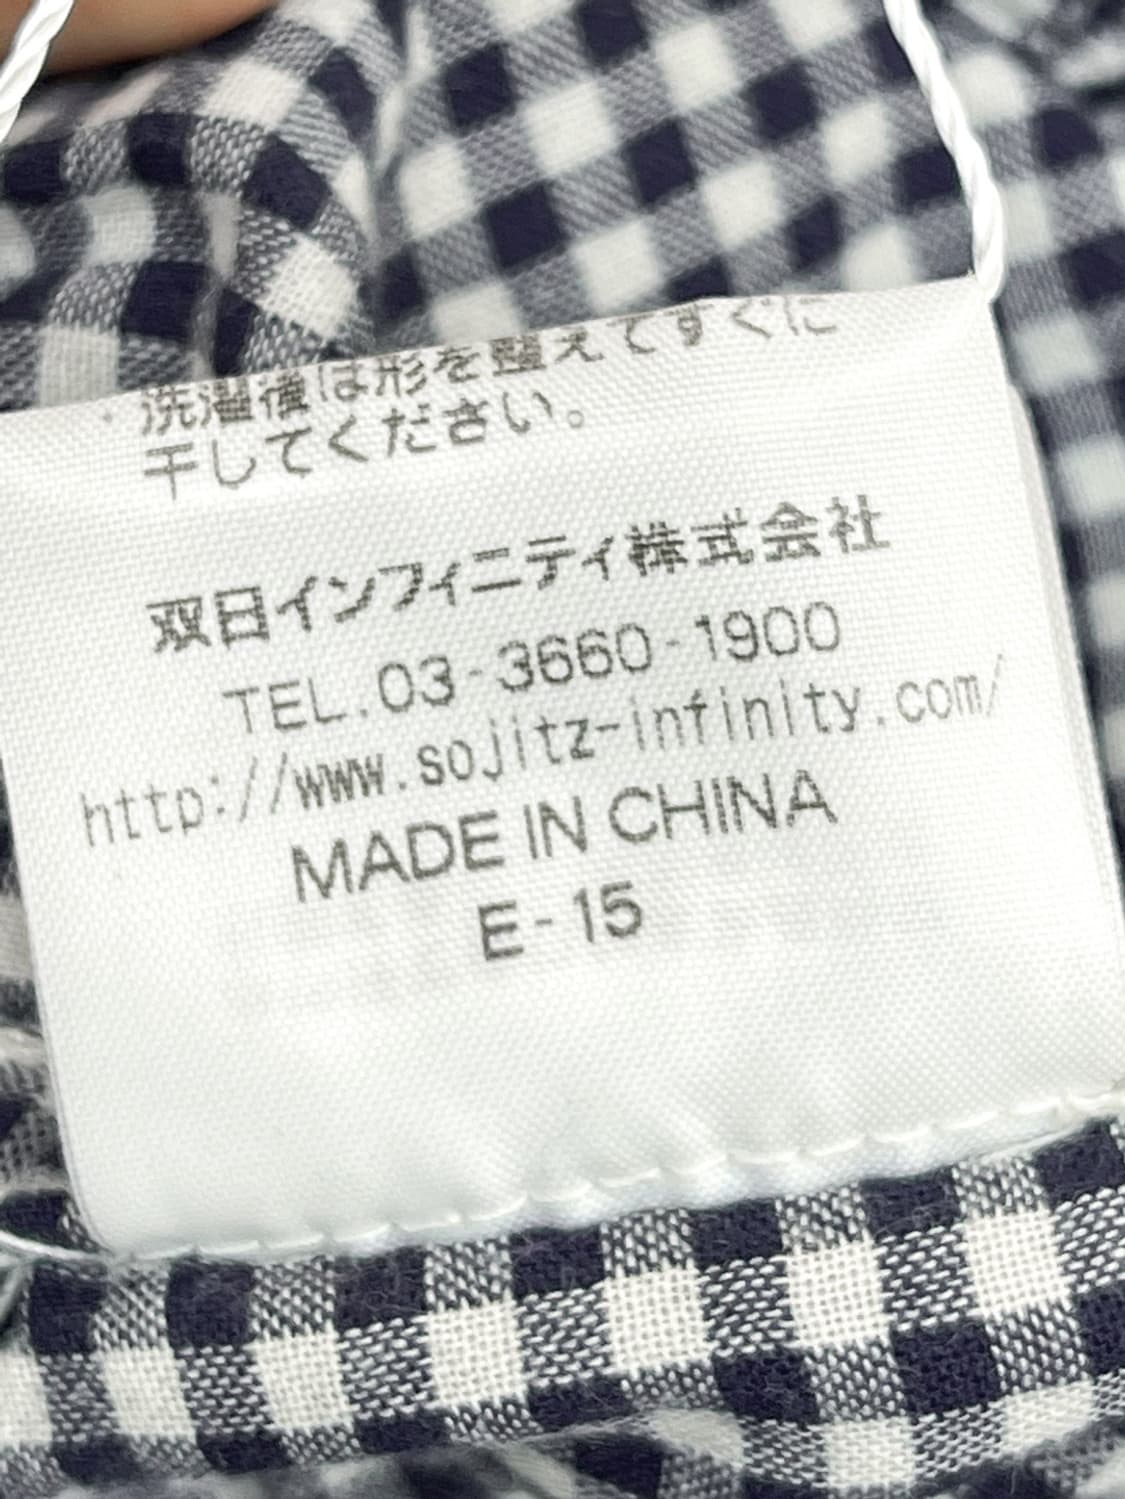 洗濯後は形を整えてすぐに
干してください。
双日インフィニティ株式会社
TEL.03-3660-1900
http://www.sojitz-infinity.com/
MADE IN CHINA
E-15